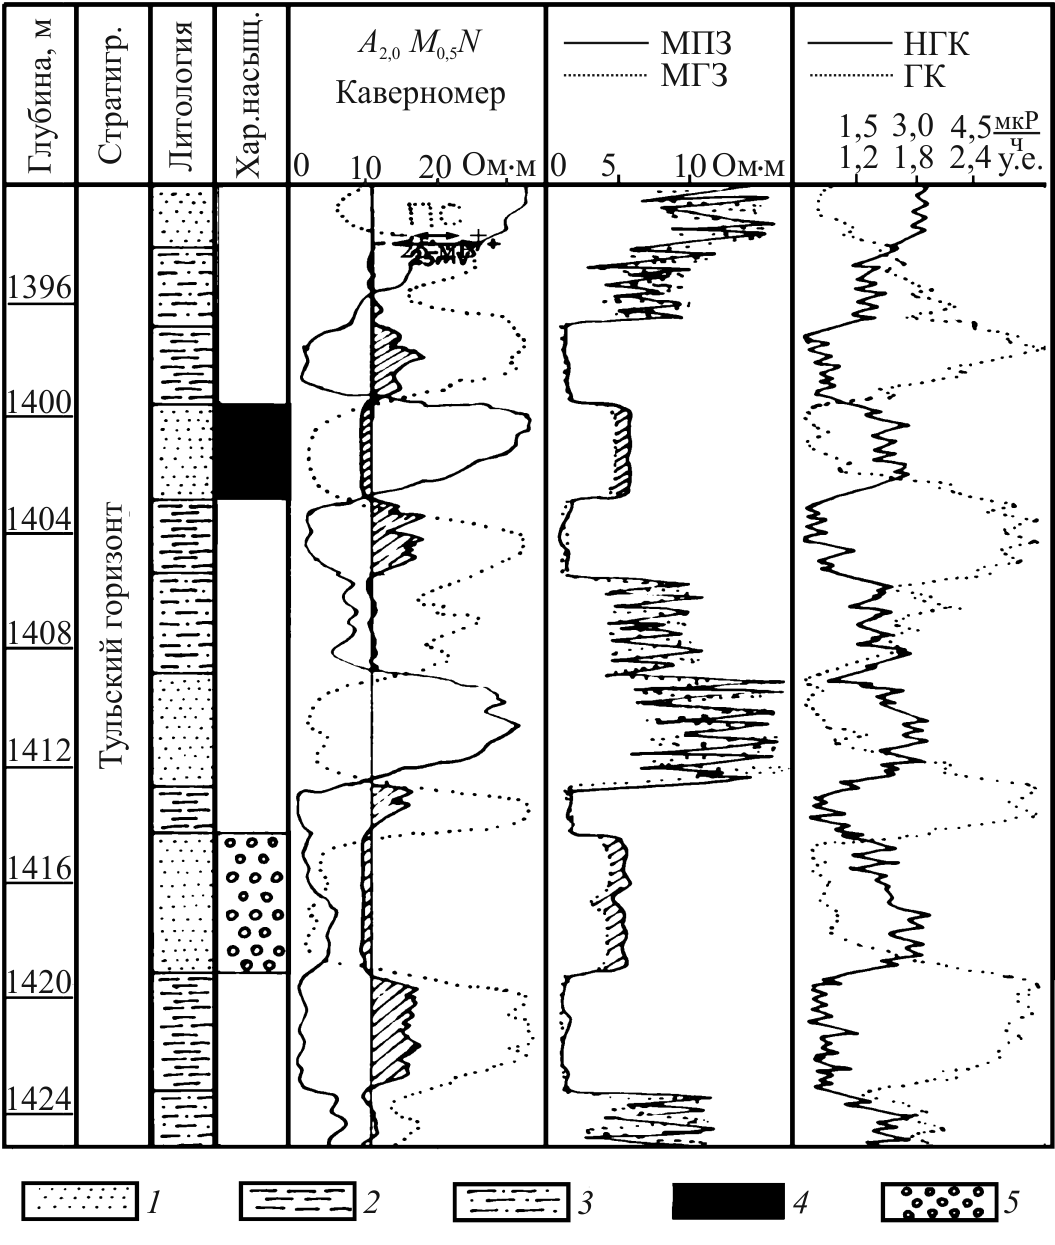 Глубина, м
Стратигр.
Литология
Хар.насыщ.
A2,0 M0,5N
Каверномер
0 10 20 Ом·м
МПЗ
МГЗ
0 5 10 Ом·м
НГК
ГК
1,5 3,0 4,5 мкР/ч
1,2 1,8 2,4 у.е.
ПС
- +
25 мВ
1396
1400
1404
1408
1412
1416
1420
1424
Тульский горизонт
1
2
3
4
5